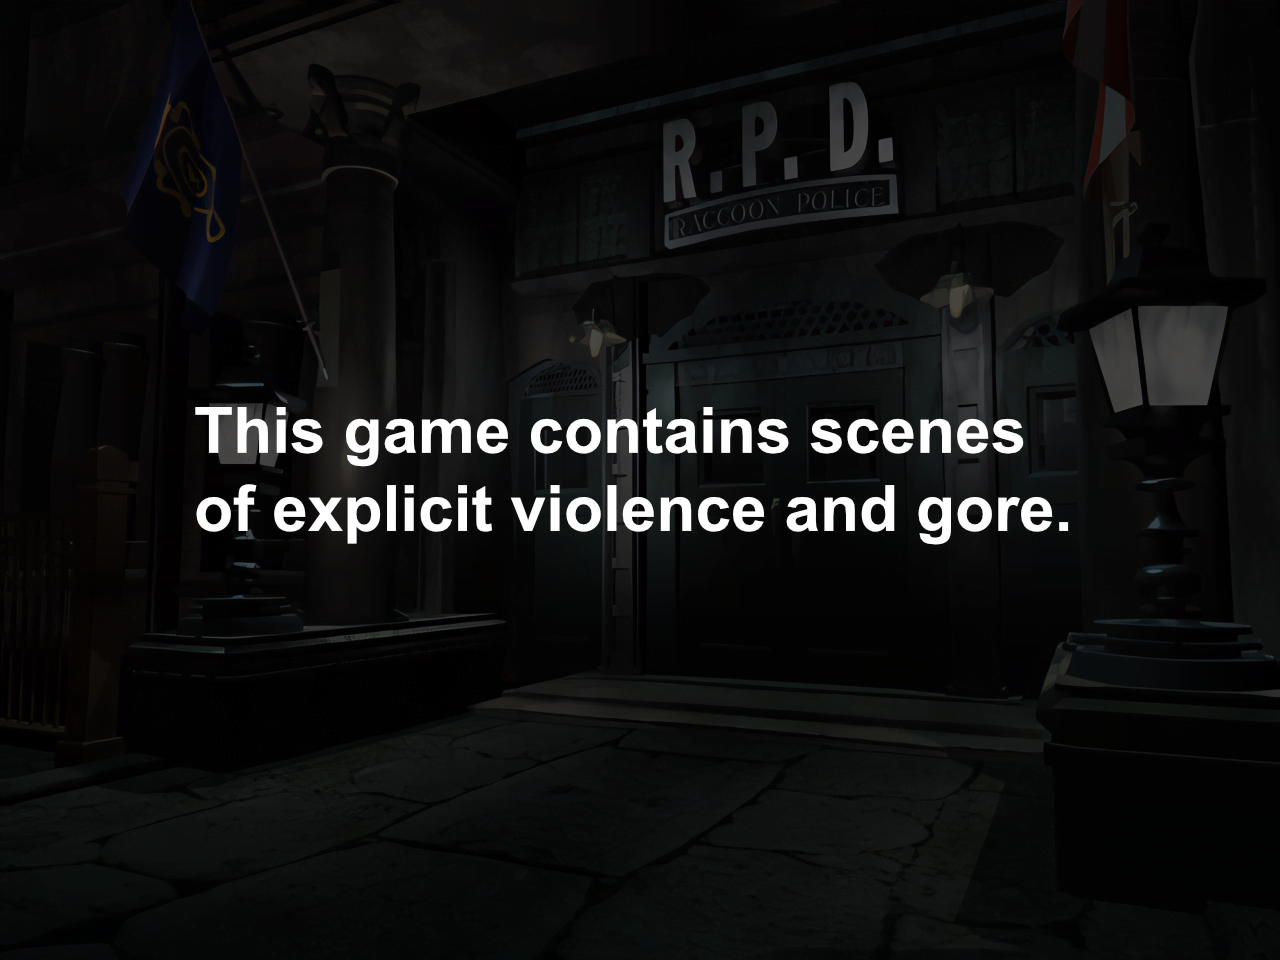 R.P.D.
RACCOON POLICE
This game contains scenes
of explicit violence and gore.